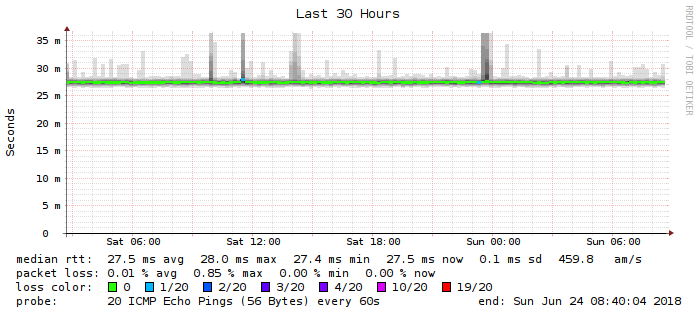 Last 30 Hours
RRDTOOL / TOBI OETIKER
Seconds
35 m
30 m
25 m
20 m
15 m
10 m
5 m
0
Sat 06:00 Sat 12:00 Sat 18:00 Sun 00:00 Sun 06:00
median rtt: 27.5 ms avg 28.0 ms max 27.4 ms min 27.5 ms now 0.1 ms sd 459.8 am/s
packet loss: 0.01 % avg 0.85 % max 0.00 % min 0.00 % now
loss color: 0 1/20 2/20 3/20 4/20 10/20 19/20
probe: 20 ICMP Echo Pings (56 Bytes) every 60s end: Sun Jun 24 08:40:04 2018